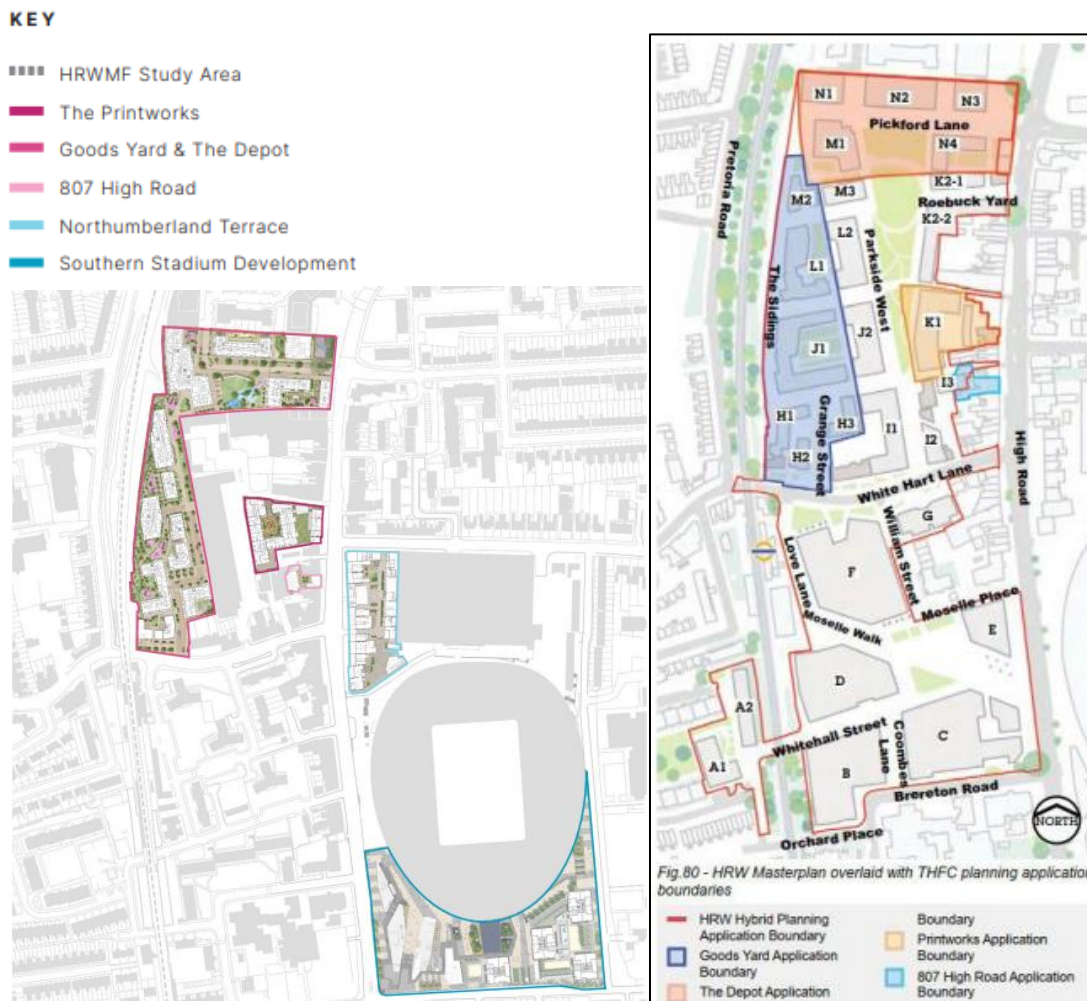 KEY
HRWMF Study Area
The Printworks
Goods Yard & The Depot
807 High Road
Northumberland Terrace
Southern Stadium Development
N1
N2
N3
Pickford Lane
M1
N4
Pretoria Road
K2-1
M2
M3
Roebuck Yard
K2-2
L2
Parkside West
L1
The Sidings
K1
J2
J1
I3
Grange Street
H1
H3
I1
I2
H2
High Road
White Hart Lane
G
William Street
Love Lane
F
Moselle Place
Moselle Walk
E
D
A2
Whitehall Street
Coombes
Lane
C
A1
B
Brereton Road
NORTH
Orchard Place
Fig.80 - HRW Masterplan overlaid with THFC planning application
boundaries
HRW Hybrid Planning
Application Boundary
Goods Yard Application
Boundary
The Depot Application
Boundary
Printworks Application
Boundary
807 High Road Application
Boundary